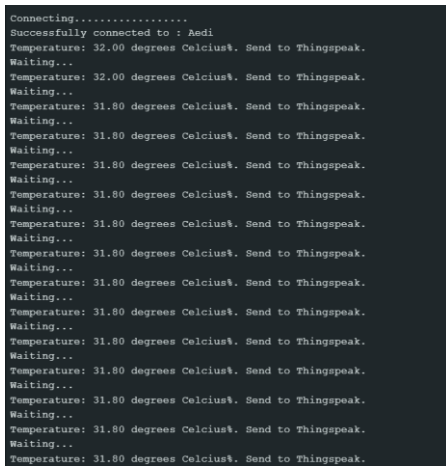 Connecting..................
Successfully connected to : Aedi
Temperature: 32.00 degrees Celcius%. Send to Thingspeak.
Waiting...
Temperature: 32.00 degrees Celcius%. Send to Thingspeak.
Waiting...
Temperature: 31.80 degrees Celcius%. Send to Thingspeak.
Waiting...
Temperature: 31.80 degrees Celcius%. Send to Thingspeak.
Waiting...
Temperature: 31.80 degrees Celcius%. Send to Thingspeak.
Waiting...
Temperature: 31.80 degrees Celcius%. Send to Thingspeak.
Waiting...
Temperature: 31.80 degrees Celcius%. Send to Thingspeak.
Waiting...
Temperature: 31.80 degrees Celcius%. Send to Thingspeak.
Waiting...
Temperature: 31.80 degrees Celcius%. Send to Thingspeak.
Waiting...
Temperature: 31.80 degrees Celcius%. Send to Thingspeak.
Waiting...
Temperature: 31.80 degrees Celcius%. Send to Thingspeak.
Waiting...
Temperature: 31.80 degrees Celcius%. Send to Thingspeak.
Waiting...
Temperature: 31.80 degrees Celcius%. Send to Thingspeak.
Waiting...
Temperature: 31.80 degrees Celcius%. Send to Thingspeak.
Waiting...
Temperature: 31.80 degrees Celcius%. Send to Thingspeak.